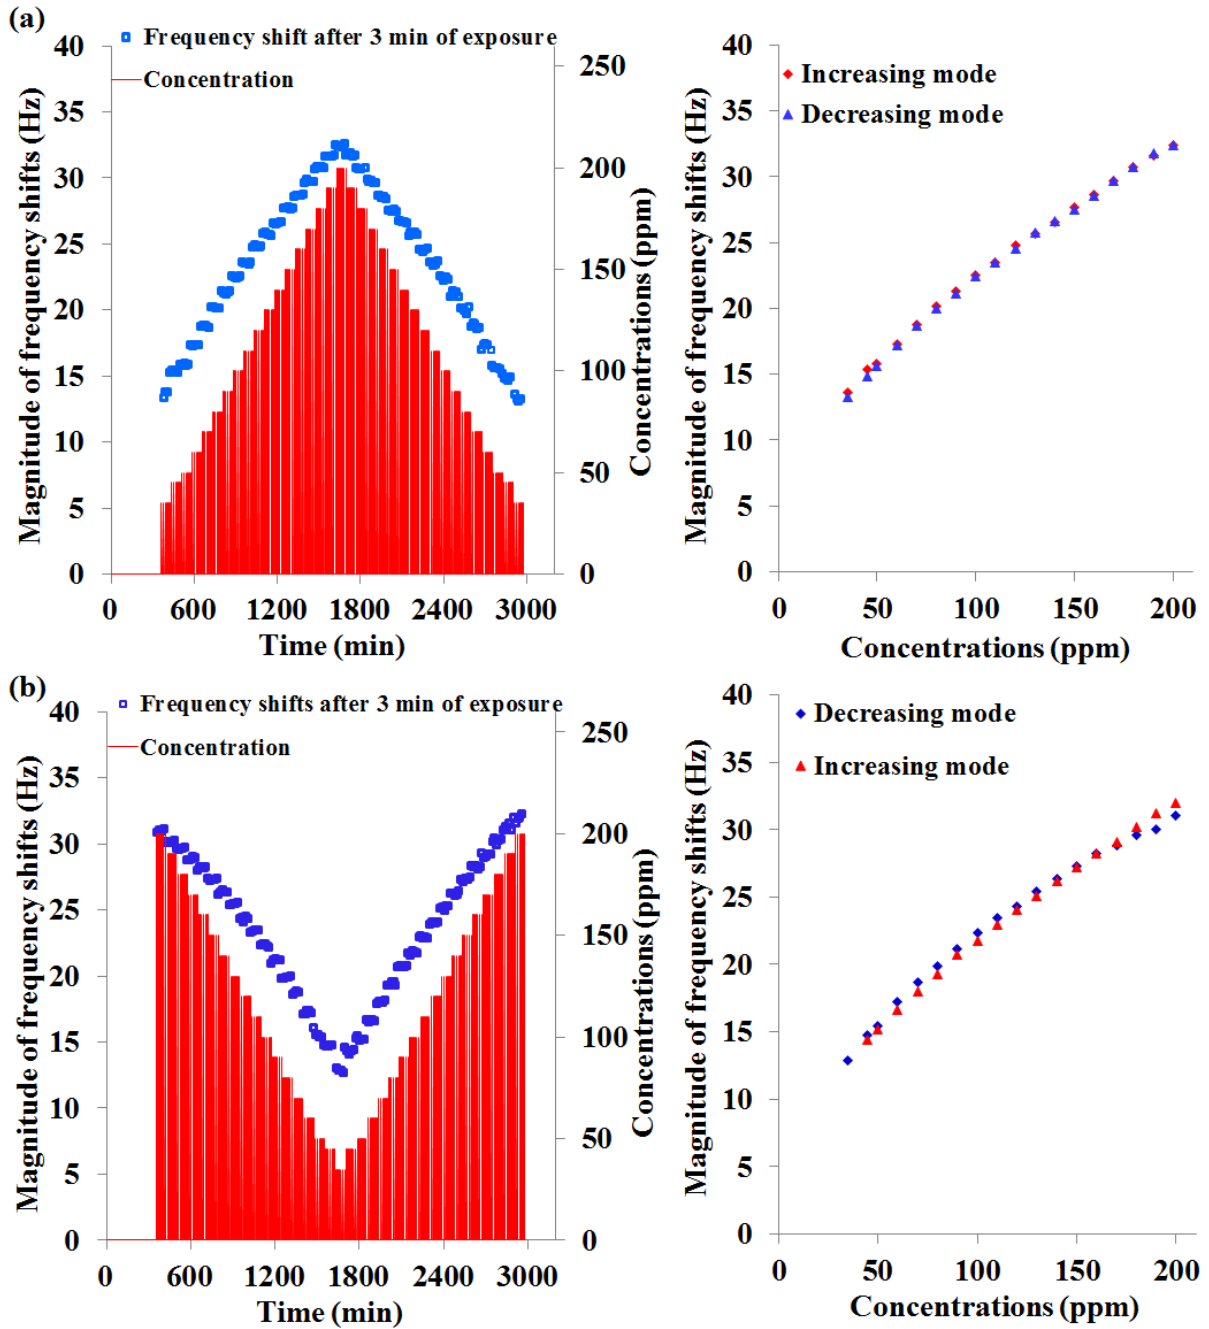 (a)
Frequency shift after 3 min of exposure
Concentration
Magnitude of frequency shifts (Hz)
40
35
30
25
20
15
10
5
0
250
200
150
100
50
0
Concentrations (ppm)
0 600 1200 1800 2400 3000
Time (min)
Increasing mode
Decreasing mode
Magnitude of frequency shifts (Hz)
40
35
30
25
20
15
10
5
0
0 50 100 150 200
Concentrations (ppm)
(b)
Frequency shifts after 3 min of exposure
Concentration
Magnitude of frequency shifts (Hz)
40
35
30
25
20
15
10
5
0
250
200
150
100
50
0
Concentrations (ppm)
0 600 1200 1800 2400 3000
Time (min)
Decreasing mode
Increasing mode
Magnitude of frequency shifts (Hz)
40
35
30
25
20
15
10
5
0
0 50 100 150 200
Concentrations (ppm)